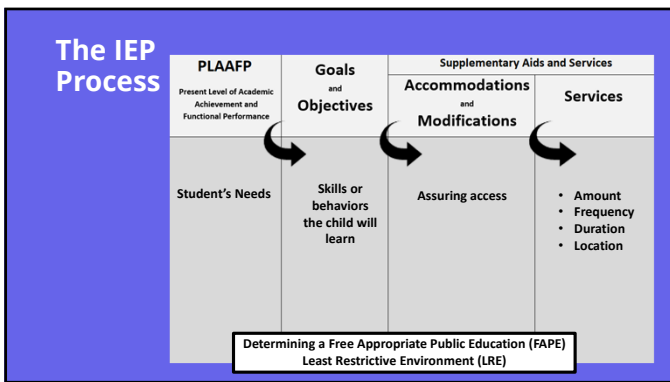 The IEP
Process
PLAAFP
Present Level of Academic
Achievement and
Functional Performance
Goals
and
Objectives
Supplementary Aids and Services
Accommodations
and
Modifications
Services
Student's Needs
Skills or
behaviors
the child will
learn
Assuring access
• Amount
• Frequency
• Duration
• Location
Determining a Free Appropriate Public Education (FAPE)
Least Restrictive Environment (LRE)